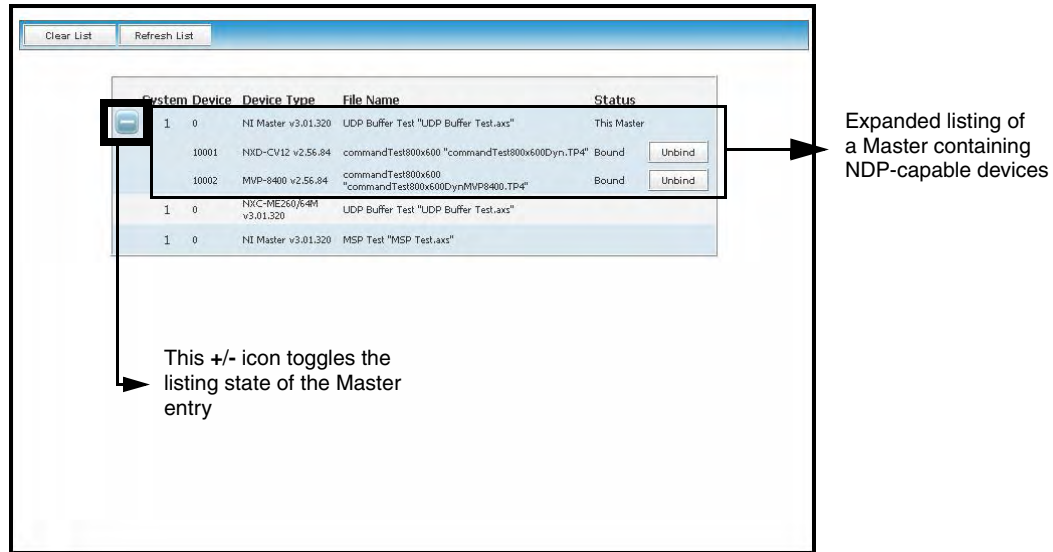 Clear List Refresh List
System Device Device Type File Name Status
1 0 NI Master v3.01.320 UDP Buffer Test "UDP Buffer Test.axs" This Master
10001 NXD-CV12 v2.56.84 commandTest800x600 "commandTest800x600Dyn.TP4" Bound Unbind
10002 MVP-8400 v2.56.84 commandTest800x600
"commandTest800x600DynMVP8400.TP4" Bound Unbind
1 0 NXC-ME260/64M
v3.01.320 UDP Buffer Test "UDP Buffer Test.axs"
1 0 NI Master v3.01.320 MSP Test "MSP Test.axs"
Expanded listing of
a Master containing
NDP-capable devices
This +/- icon toggles the
listing state of the Master
entry